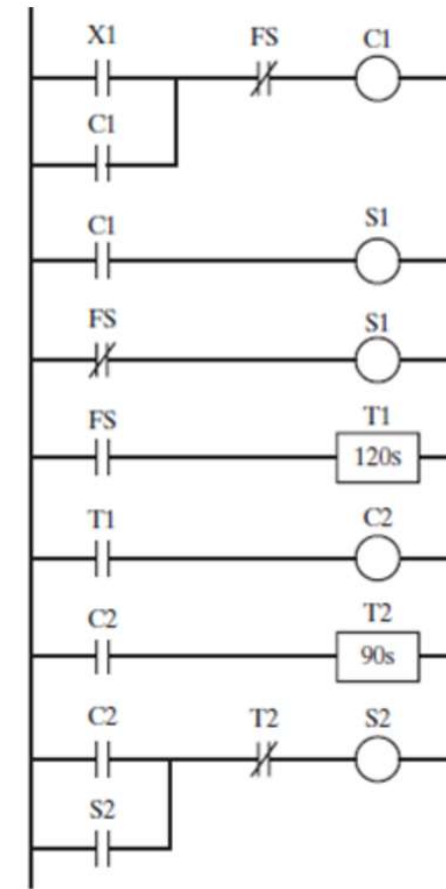 X1 FS C1
C1
C1 S1
FS S1
FS T1
120s
T1 C2
C2 T2
90s
C2 T2 S2
S2